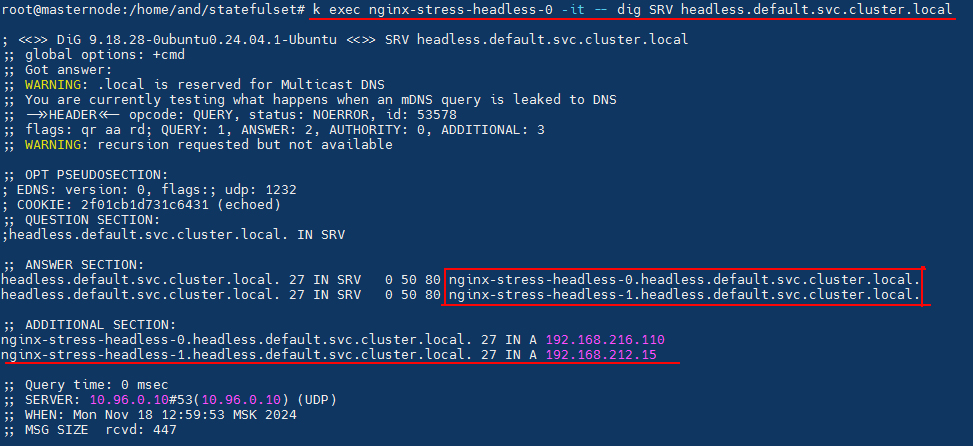 root@masternode:/home/and/statefulset# k exec nginx-stress-headless-0 -it -- dig SRV headless.default.svc.cluster.local
; <<>> DiG 9.18.28-0ubuntu0.24.04.1-Ubuntu <<>> SRV headless.default.svc.cluster.local
;; global options: +cmd
;; Got answer:
;; WARNING: .local is reserved for Multicast DNS
;; You are currently testing what happens when an mDNS query is leaked to DNS
;; ->>HEADER<<- opcode: QUERY, status: NOERROR, id: 53578
;; flags: qr aa rd; QUERY: 1, ANSWER: 2, AUTHORITY: 0, ADDITIONAL: 3
;; WARNING: recursion requested but not available
;; OPT PSEUDOSECTION:
; EDNS: version: 0, flags:; udp: 1232
; COOKIE: 2f01cb1d731c6431 (echoed)
;; QUESTION SECTION:
;headless.default.svc.cluster.local. IN SRV
;; ANSWER SECTION:
headless.default.svc.cluster.local. 27 IN SRV 0 50 80 nginx-stress-headless-0.headless.default.svc.cluster.local.
headless.default.svc.cluster.local. 27 IN SRV 0 50 80 nginx-stress-headless-1.headless.default.svc.cluster.local.
;; ADDITIONAL SECTION:
nginx-stress-headless-0.headless.default.svc.cluster.local. 27 IN A 192.168.216.110
nginx-stress-headless-1.headless.default.svc.cluster.local. 27 IN A 192.168.212.15
;; Query time: 0 msec
;; SERVER: 10.96.0.10#53(10.96.0.10) (UDP)
;; WHEN: Mon Nov 18 12:59:53 MSK 2024
;; MSG SIZE rcvd: 447